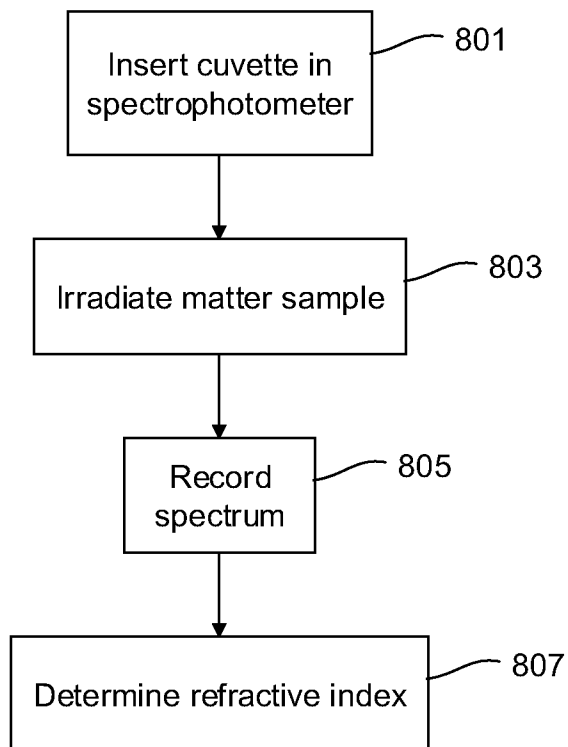 Insert cuvette in
spectrophotometer
801
Irradiate matter sample
803
Record
spectrum
805
Determine refractive index
807